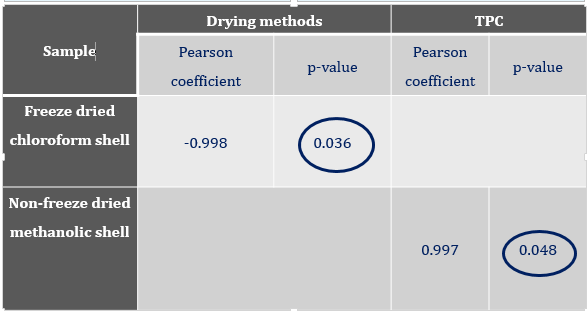 Drying methods
TPC
Sample
Pearson
coefficient
p-value
Pearson
coefficient
p-value
Freeze dried
chloroform shell
-0.998
0.036
Non-freeze dried
methanolic shell
0.997
0.048